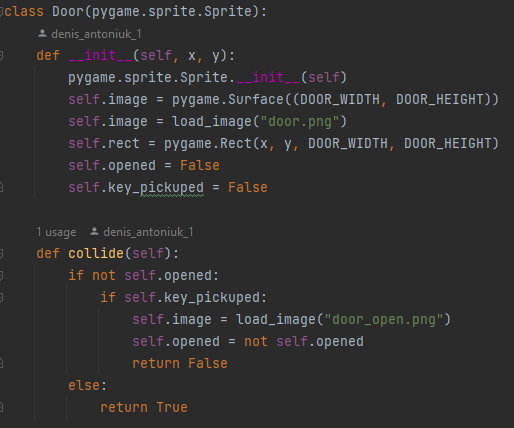 class Door(pygame.sprite.Sprite):
denis_antoniuk_1
def __init__(self, x, y):
pygame.sprite.Sprite.__init__(self)
self.image = pygame.Surface((DOOR_WIDTH, DOOR_HEIGHT))
self.image = load_image("door.png")
self.rect = pygame.Rect(x, y, DOOR_WIDTH, DOOR_HEIGHT)
self.opened = False
self.key_pickuped = False
1 usage denis_antoniuk_1
def collide(self):
if not self.opened:
if self.key_pickuped:
self.image = load_image("door_open.png")
self.opened = not self.opened
return False
else:
return True